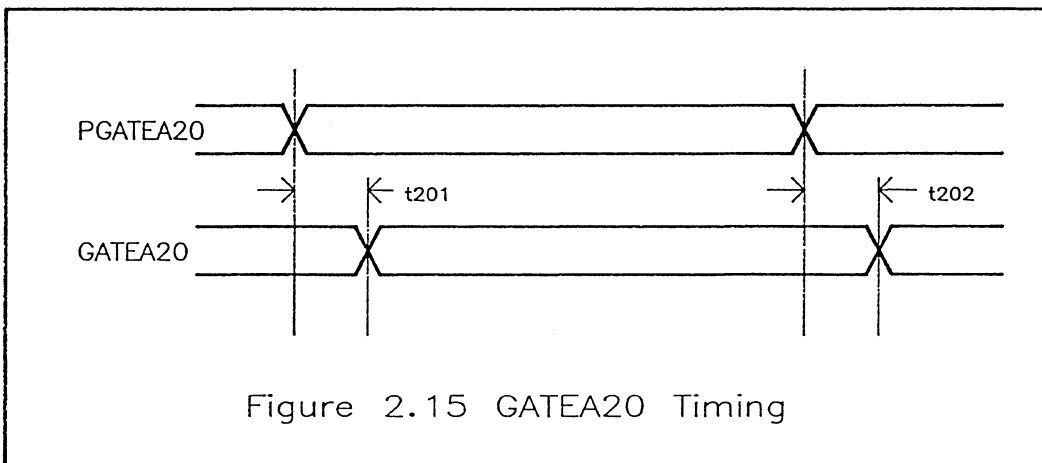 PGATEA20
t201
t202
GATEA20
Figure 2.15 GATEA20 Timing